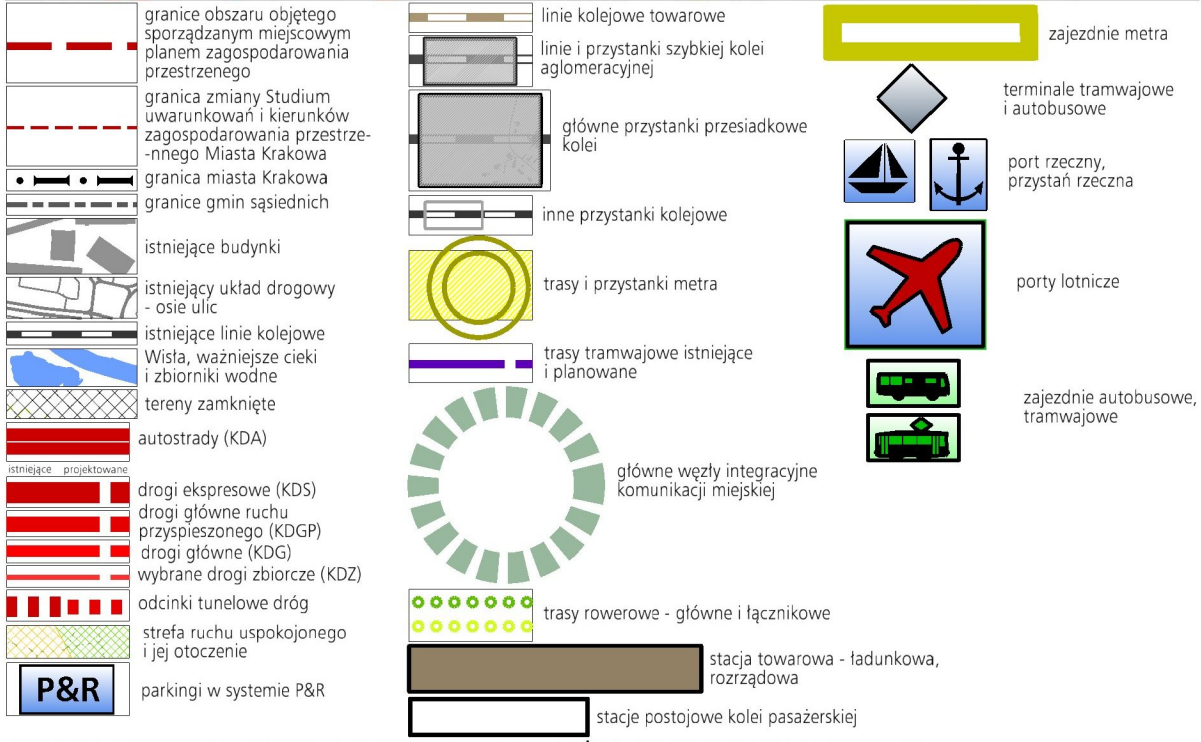 granice obszaru objętego
sporządzanym miejscowym
planem zagospodarowania
przestrzenego
granica zmiany Studium
uwarunkowań i kierunków
zagospodarowania przestrze-
-nnego Miasta Krakowa
granica miasta Krakowa
granice gmin sąsiednich
istniejące budynki
istniejący układ drogowy
- osie ulic
istniejące linie kolejowe
Wisła, ważniejsze cieki
i zbiorniki wodne
tereny zamknięte
autostrady (KDA)
istniejące projektowane
drogi ekspresowe (KDS)
drogi główne ruchu
przyspieszonego (KDGP)
drogi główne (KDG)
wybrane drogi zbiorcze (KDZ)
odcinki tunelowe dróg
strefa ruchu uspokojonego
i jej otoczenie
P&R
parkingi w systemie P&R
linie kolejowe towarowe
linie i przystanki szybkiej kolei
aglomeracyjnej
główne przystanki przesiadkowe
kolei
inne przystanki kolejowe
trasy i przystanki metra
trasy tramwajowe istniejące
i planowane
główne węzły integracyjne
komunikacji miejskiej
trasy rowerowe - główne i łącznikowe
stacja towarowa - ładunkowa,
rozrządowa
stacje postojowe kolei pasażerskiej
zajezdnie metra
terminale tramwajowe
i autobusowe
port rzeczny,
przystań rzeczna
porty lotnicze
zajezdnie autobusowe,
tramwajowe